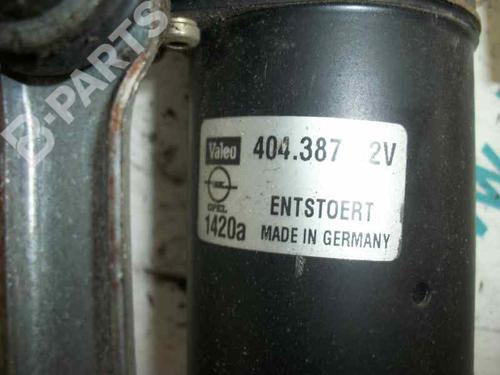 B-PARTS
Valeo 404.387 2V
OPEL ENTSTOERT
1420a MADE IN GERMANY